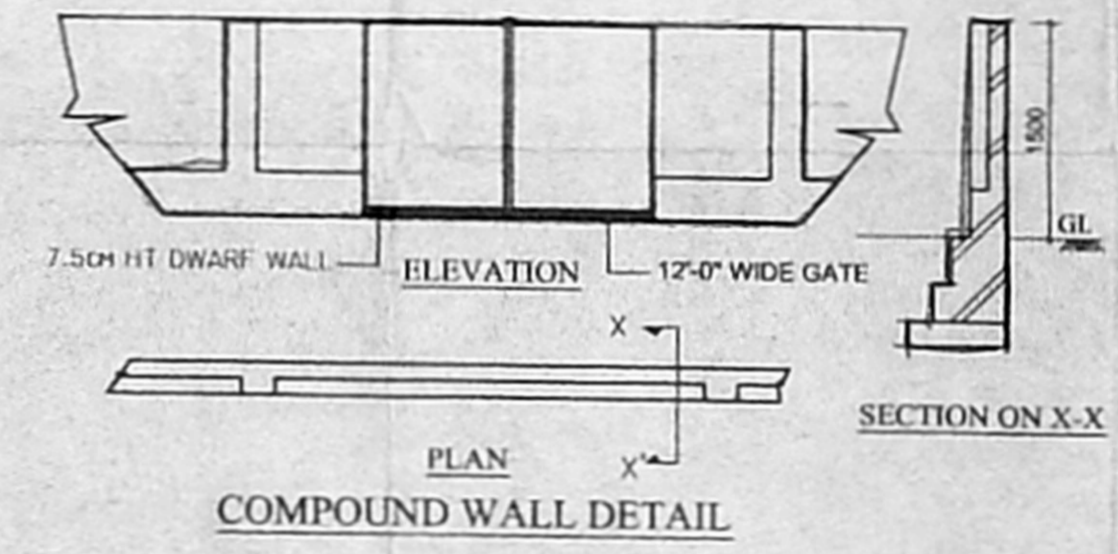 1500
GL
7.5CM HT DWARF WALL
ELEVATION
12'-0" WIDE GATE
X
SECTION ON X-X
PLAN
X'
COMPOUND WALL DETAIL